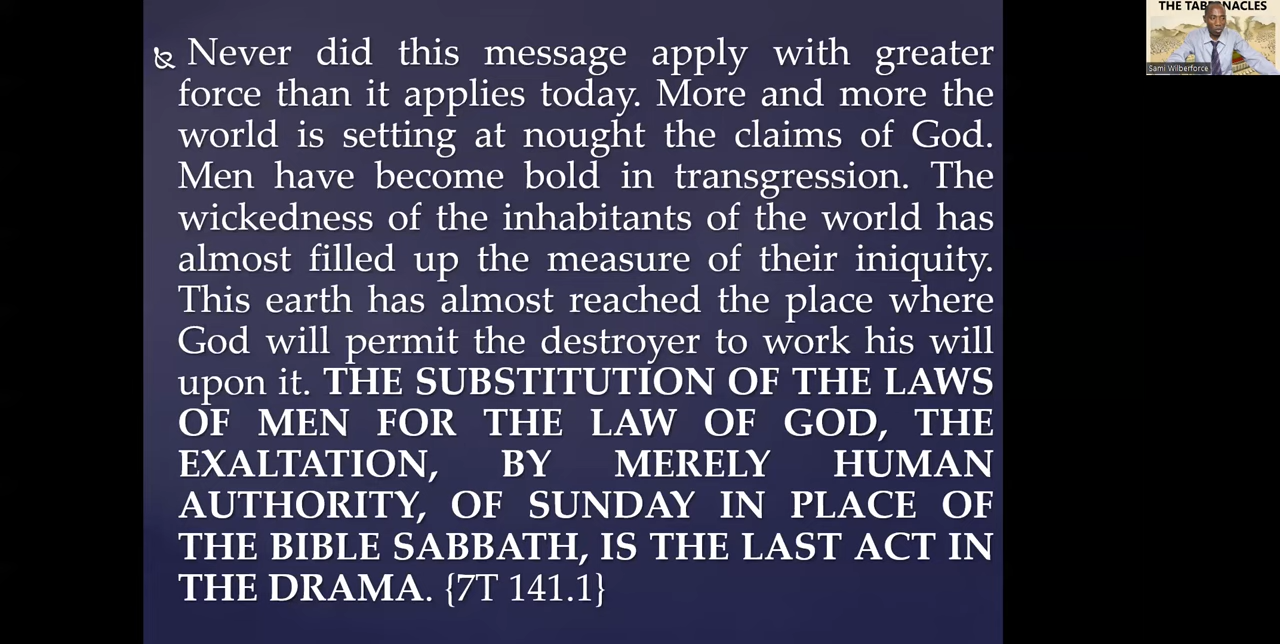 Never did this message apply with greater
force than it applies today. More and more the
world is setting at nought the claims of God.
Men have become bold in transgression. The
wickedness of the inhabitants of the world has
almost filled up the measure of their iniquity.
This earth has almost reached the place where
God will permit the destroyer to work his will
upon it. THE SUBSTITUTION OF THE LAWS
OF MEN FOR THE LAW OF GOD, THE
EXALTATION, BY MERELY HUMAN
AUTHORITY, OF SUNDAY IN PLACE OF
THE BIBLE SABBATH, IS THE LAST ACT IN
THE DRAMA. {7T 141.1}
THE TABERNACLES
Sami Wilberforce